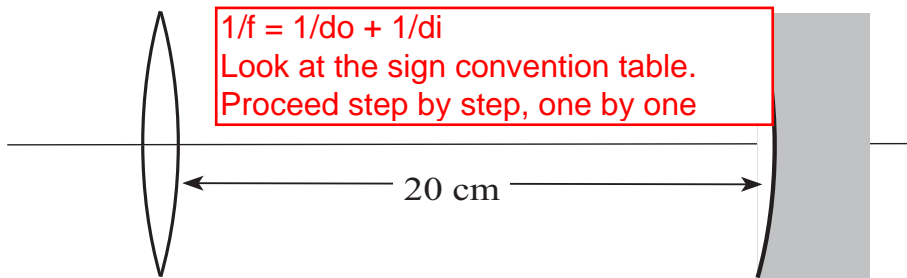 1/f = 1/do + 1/di
Look at the sign convention table.
Proceed step by step, one by one
20 cm